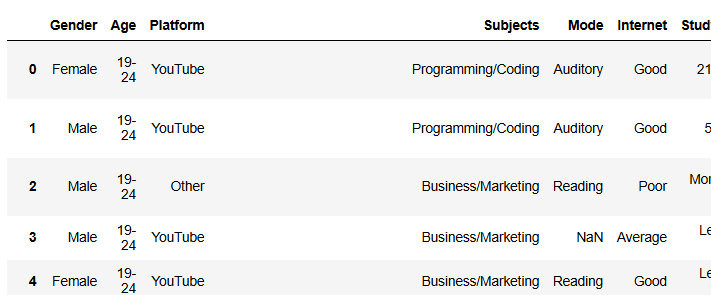 Gender Age Platform Subjects Mode Internet Stud
0 Female 19-24 YouTube Programming/Coding Auditory Good 21
1 Male 19-24 YouTube Programming/Coding Auditory Good 5
2 Male 19-24 Other Business/Marketing Reading Poor Mor
3 Male 19-24 YouTube Business/Marketing NaN Average Le
4 Female 19-24 YouTube Business/Marketing Reading Good Le